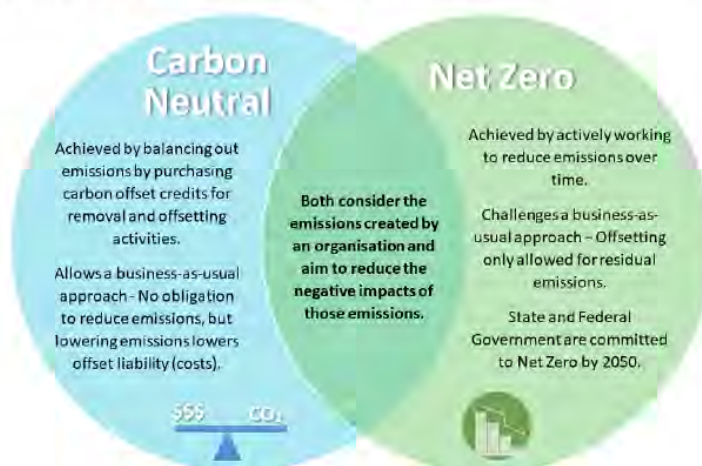 Carbon
Neutral
Achieved by balancing out
emissions by purchasing
carbon offset credits for
removal and offsetting
activities.
Allows a business-as-usual
approach - No obligation
to reduce emissions, but
lowering emissions lowers
offset liability (costs).
$$$ CO₂
Both consider the
emissions created by
an organisation and
aim to reduce the
negative impacts of
those emissions.
Net Zero
Achieved by actively working
to reduce emissions over
time.
Challenges a business-as-
usual approach – Offsetting
only allowed for residual
emissions.
State and Federal
Government are committed
to Net Zero by 2050.